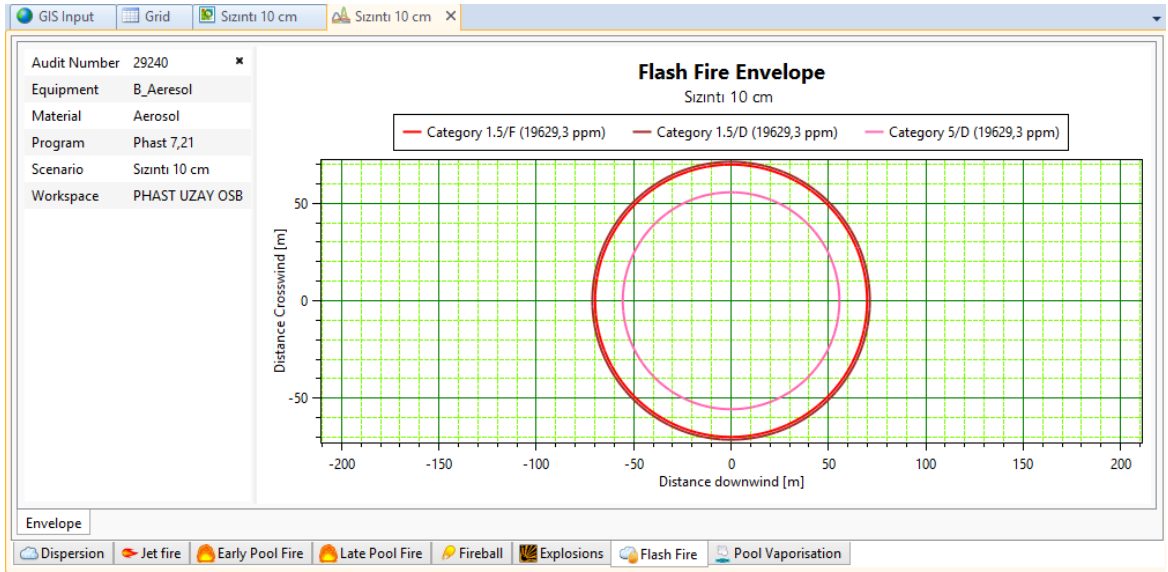 GIS Input Grid Sızıntı 10 cm Sızıntı 10 cm
Audit Number 29240
Equipment B_Aeresol
Material Aerosol
Program Phast 7,21
Scenario Sızıntı 10 cm
Workspace PHAST UZAY OSB
Flash Fire Envelope
Sızıntı 10 cm
Category 1.5/F (19629,3 ppm) Category 1.5/D (19629,3 ppm) Category 5/D (19629,3 ppm)
Distance Crosswind [m]
50
0
-50
-200 -150 -100 -50 0 50 100 150 200
Distance downwind [m]
Envelope
Dispersion Jet fire Early Pool Fire Late Pool Fire Fireball Explosions Flash Fire Pool Vaporisation